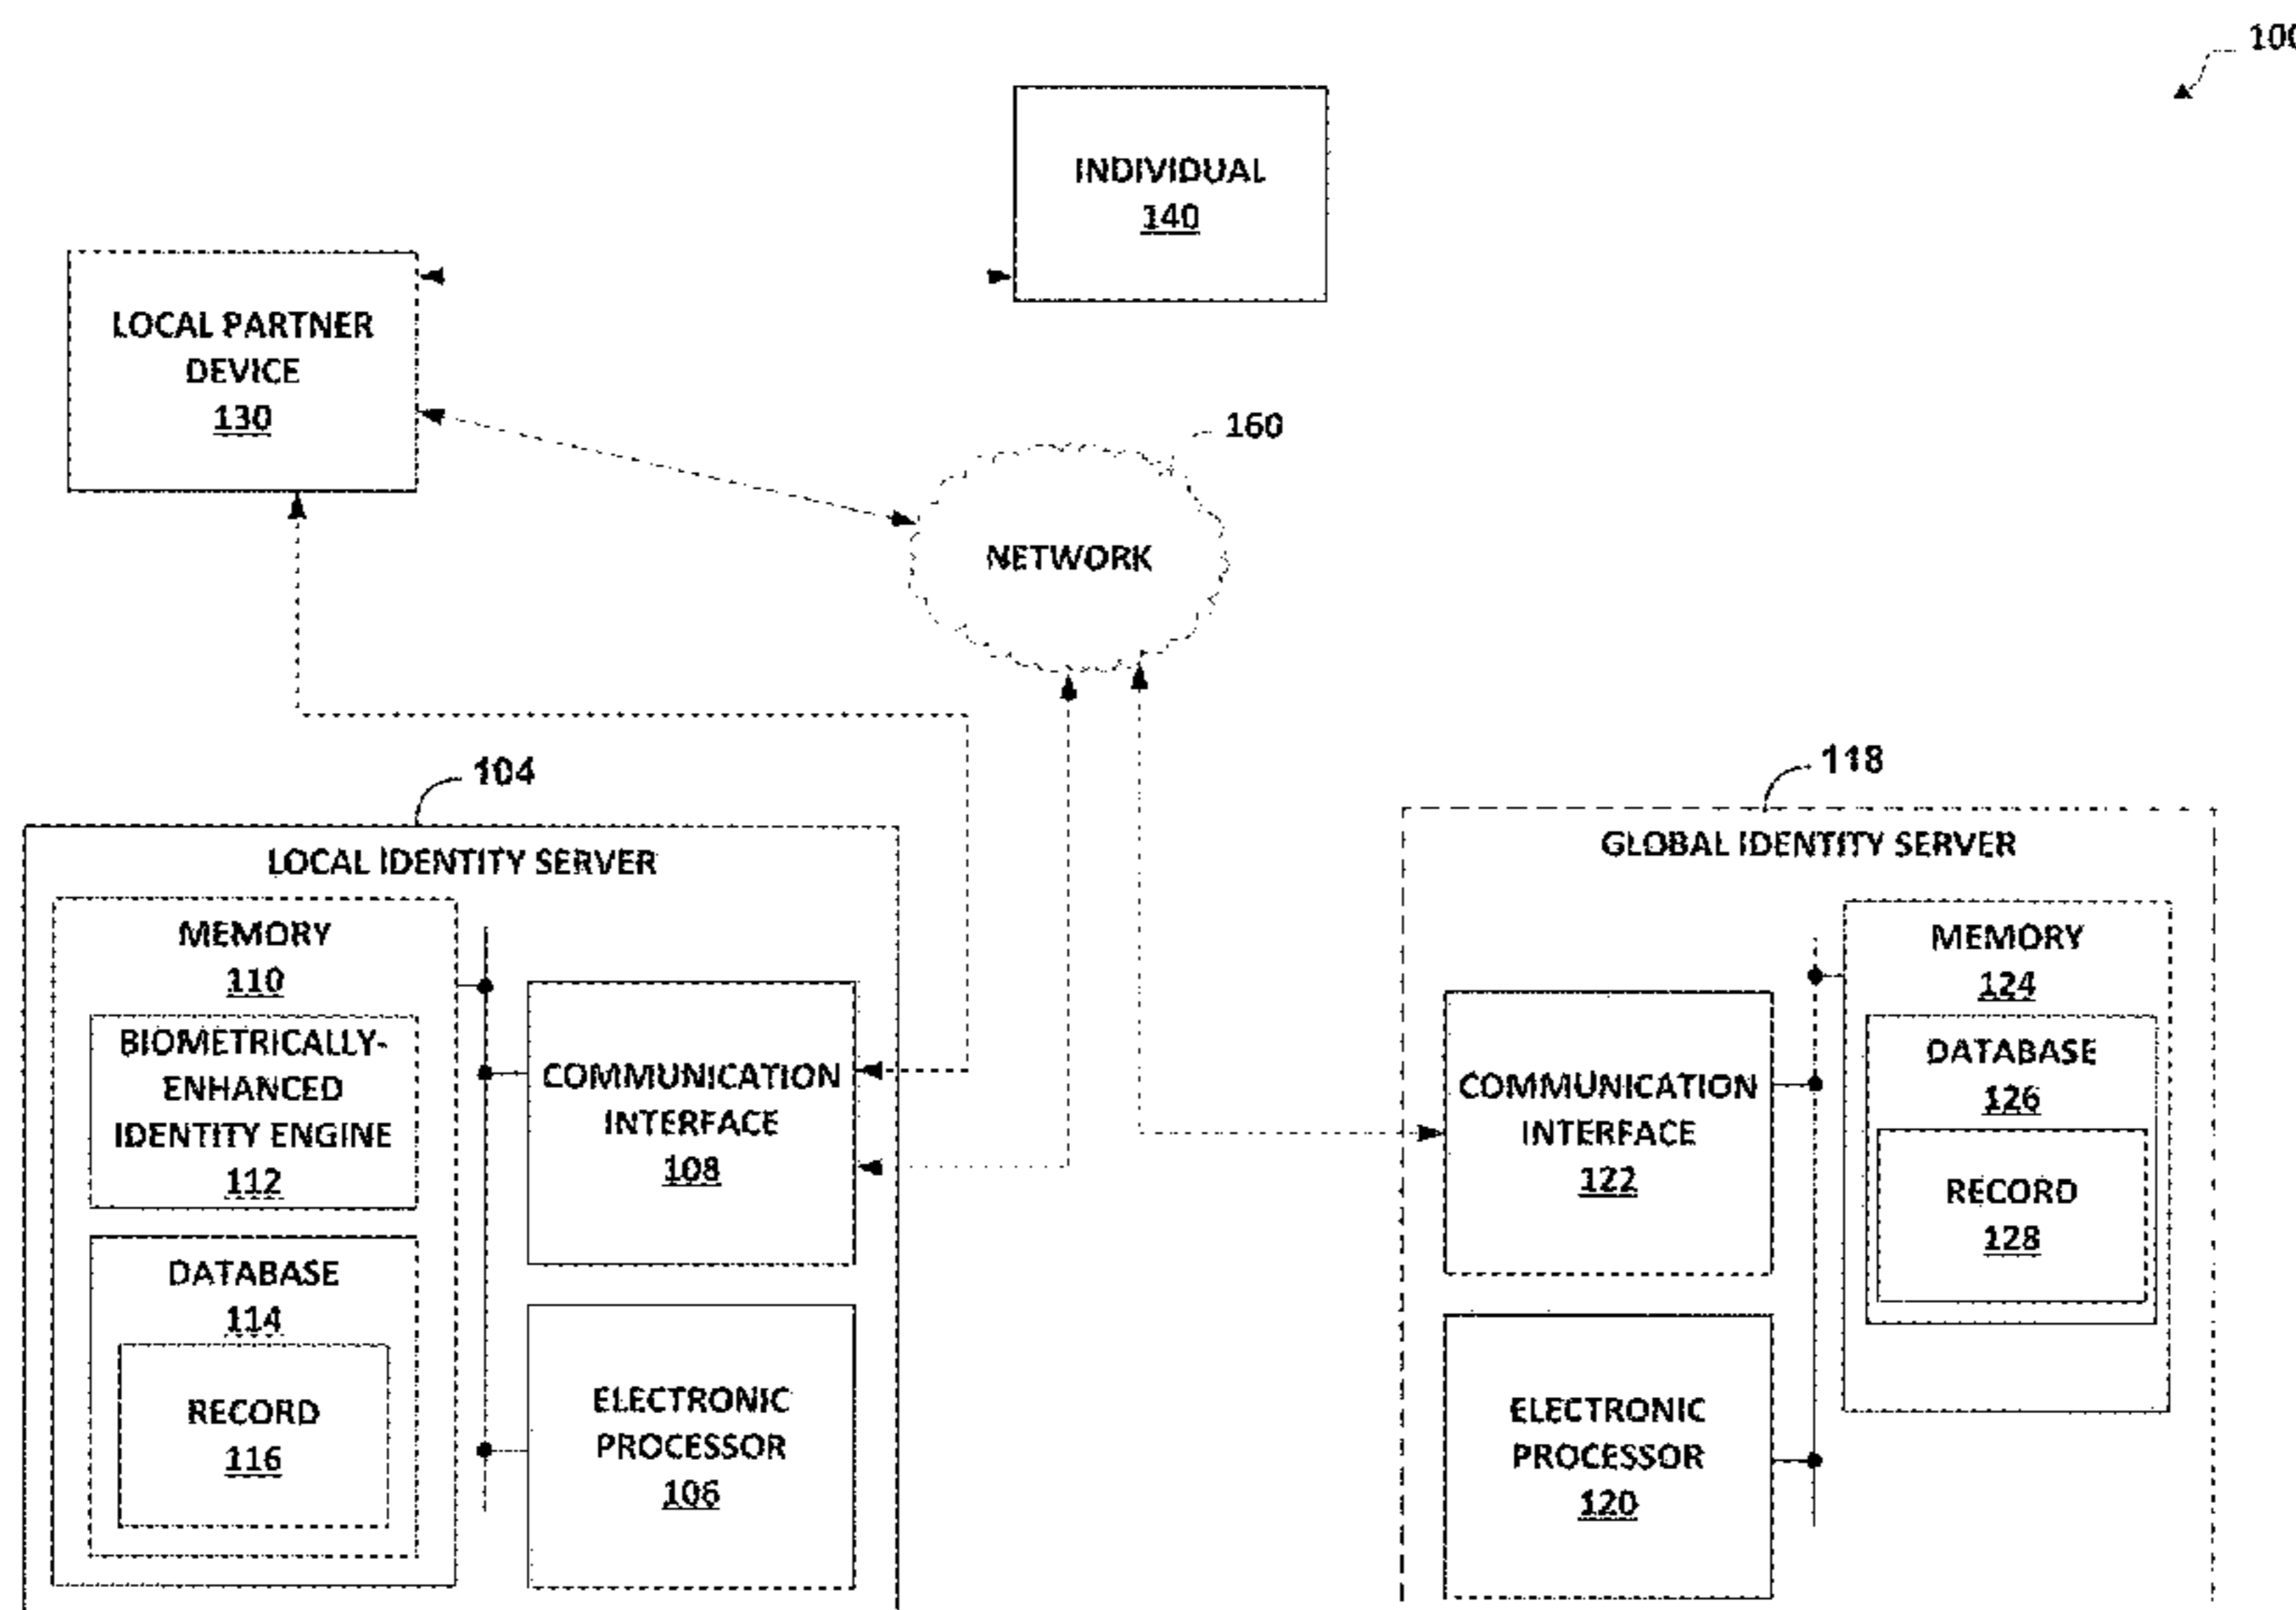 100
INDIVIDUAL
140
LOCAL PARTNER
DEVICE
130
160
NETWORK
104
LOCAL IDENTITY SERVER
MEMORY
110
BIOMETRICALLY-
ENHANCED
IDENTITY ENGINE
112
DATABASE
114
RECORD
116
COMMUNICATION
INTERFACE
108
ELECTRONIC
PROCESSOR
106
118
GLOBAL IDENTITY SERVER
COMMUNICATION
INTERFACE
122
ELECTRONIC
PROCESSOR
120
MEMORY
124
DATABASE
126
RECORD
128